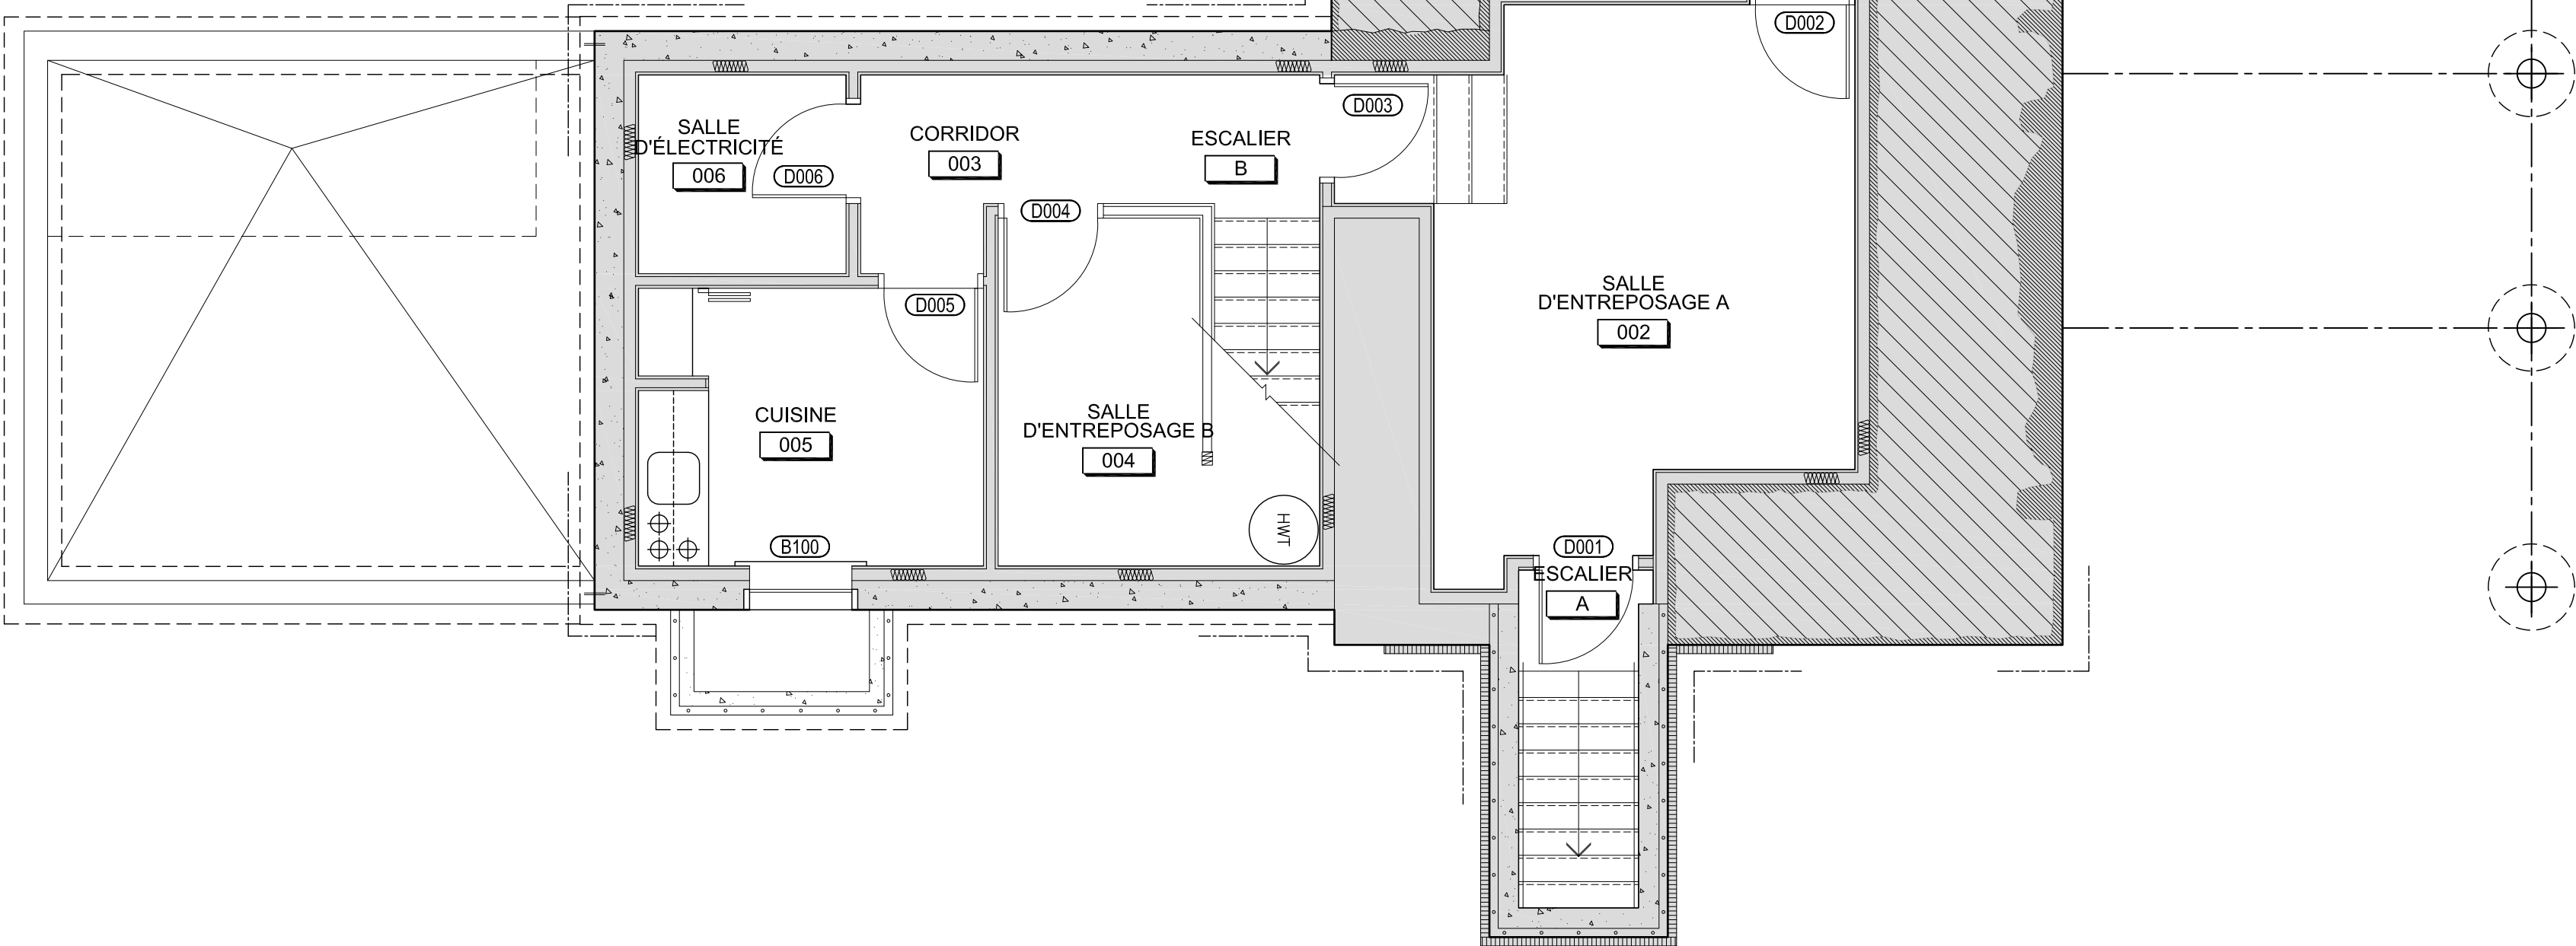 D002
D003
SALLE
D'ÉLECTRICITÉ
006
D006
CORRIDOR
003
ESCALIER
B
D004
D005
SALLE
D'ENTREPOSAGE A
002
CUISINE
005
SALLE
D'ENTREPOSAGE B
004
HWT
B100
D001
ESCALIER
A